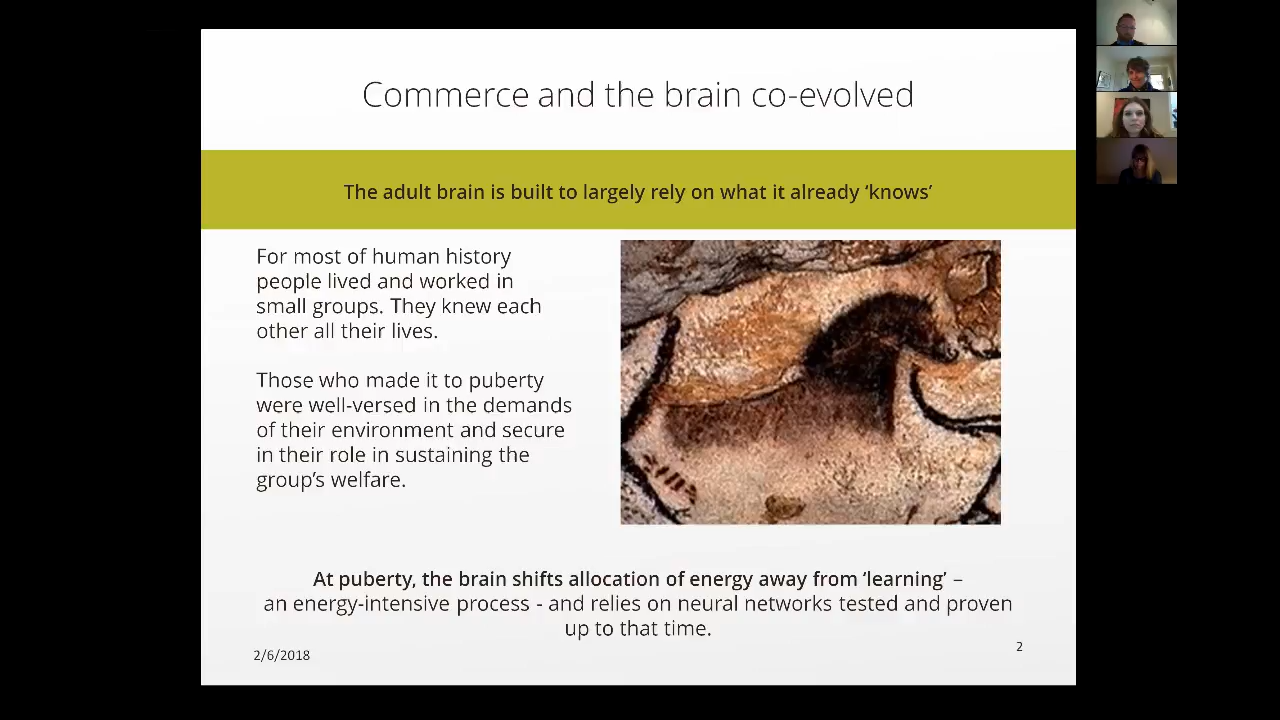 Commerce and the brain co-evolved
The adult brain is built to largely rely on what it already ‘knows’
For most of human history
people lived and worked in
small groups. They knew each
other all their lives.
Those who made it to puberty
were well-versed in the demands
of their environment and secure
in their role in sustaining the
group’s welfare.
At puberty, the brain shifts allocation of energy away from ‘learning’ –
an energy-intensive process - and relies on neural networks tested and proven
up to that time.
2/6/2018
2